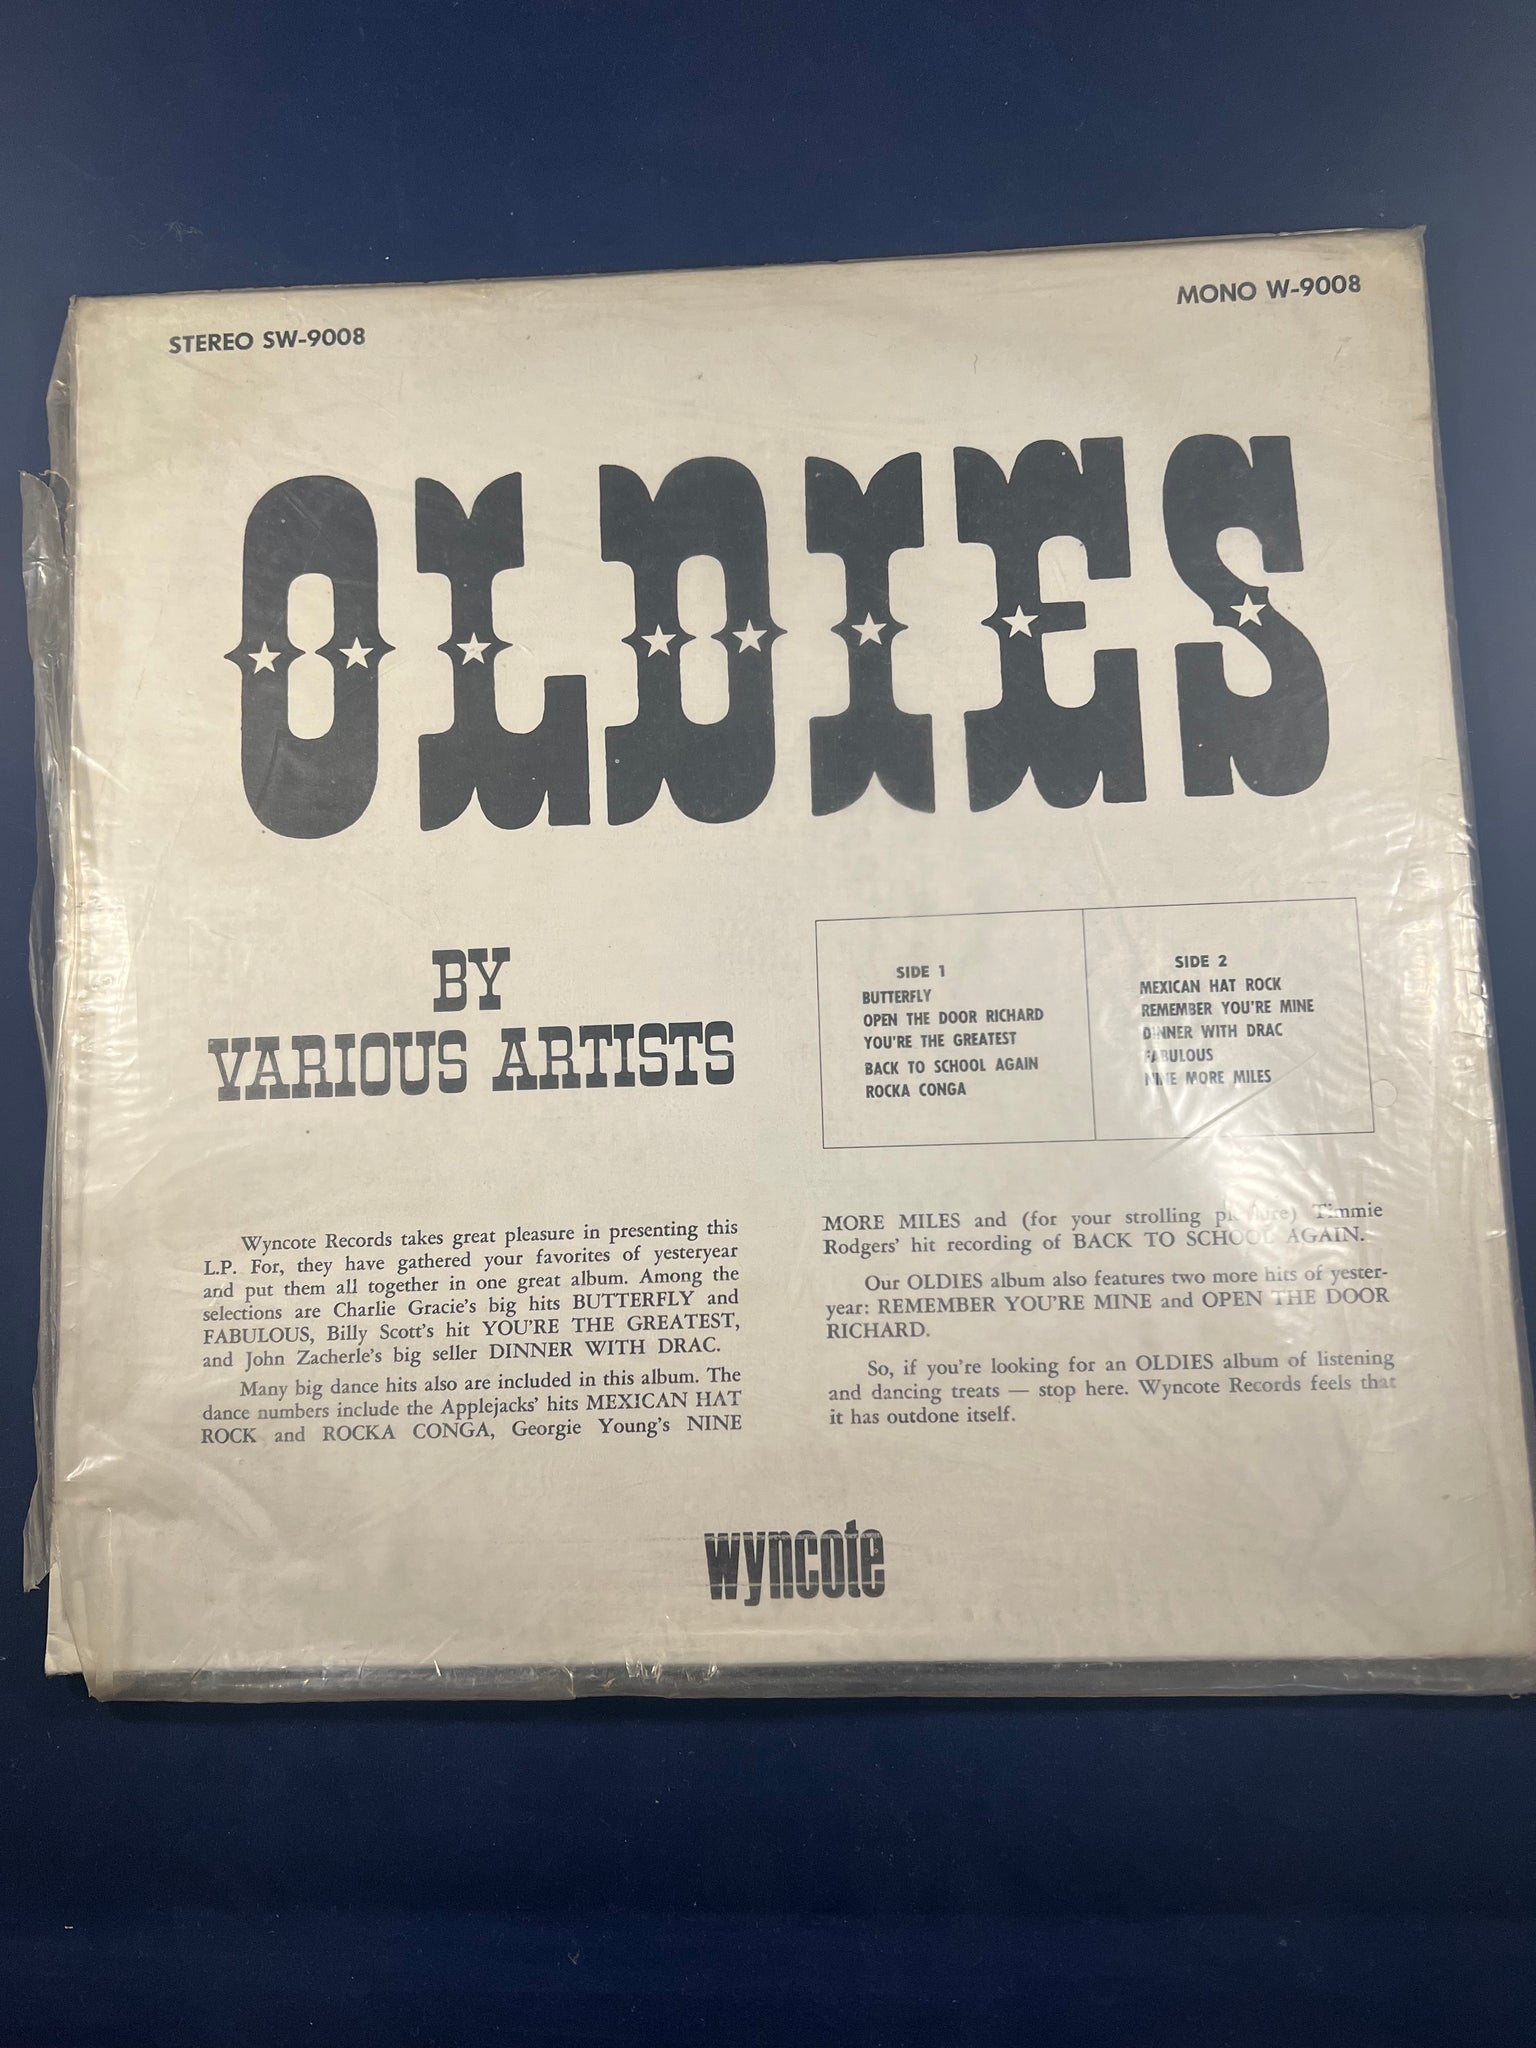 STEREO SW-9008
MONO W-9008
OLDIES
BY
VARIOUS ARTISTS
SIDE 1
BUTTERFLY
OPEN THE DOOR RICHARD
YOU'RE THE GREATEST
BACK TO SCHOOL AGAIN
ROCKA CONGA
SIDE 2
MEXICAN HAT ROCK
REMEMBER YOU'RE MINE
DINNER WITH DRAC
FABULOUS
NINE MORE MILES
Wyncote Records takes great pleasure in presenting this
L.P. For, they have gathered your favorites of yesteryear
and put them all together in one great album. Among the
selections are Charlie Gracie's big hits BUTTERFLY and
FABULOUS, Billy Scott's hit YOU'RE THE GREATEST,
and John Zacherle's big seller DINNER WITH DRAC.
Many big dance hits also are included in this album. The
dance numbers include the Applejacks' hits MEXICAN HAT
ROCK and ROCKA CONGA, Georgie Young's NINE
MORE MILES and (for your strolling Timmie
Rodgers' hit recording of BACK TO SCHOOL AGAIN.
Our OLDIES album also features two more hits of yester-
year: REMEMBER YOU'RE MINE and OPEN THE DOOR
RICHARD.
So, if you're looking for an OLDIES album of listening
and dancing treats — stop here. Wyncote Records feels that
it has outdone itself.
wyncote